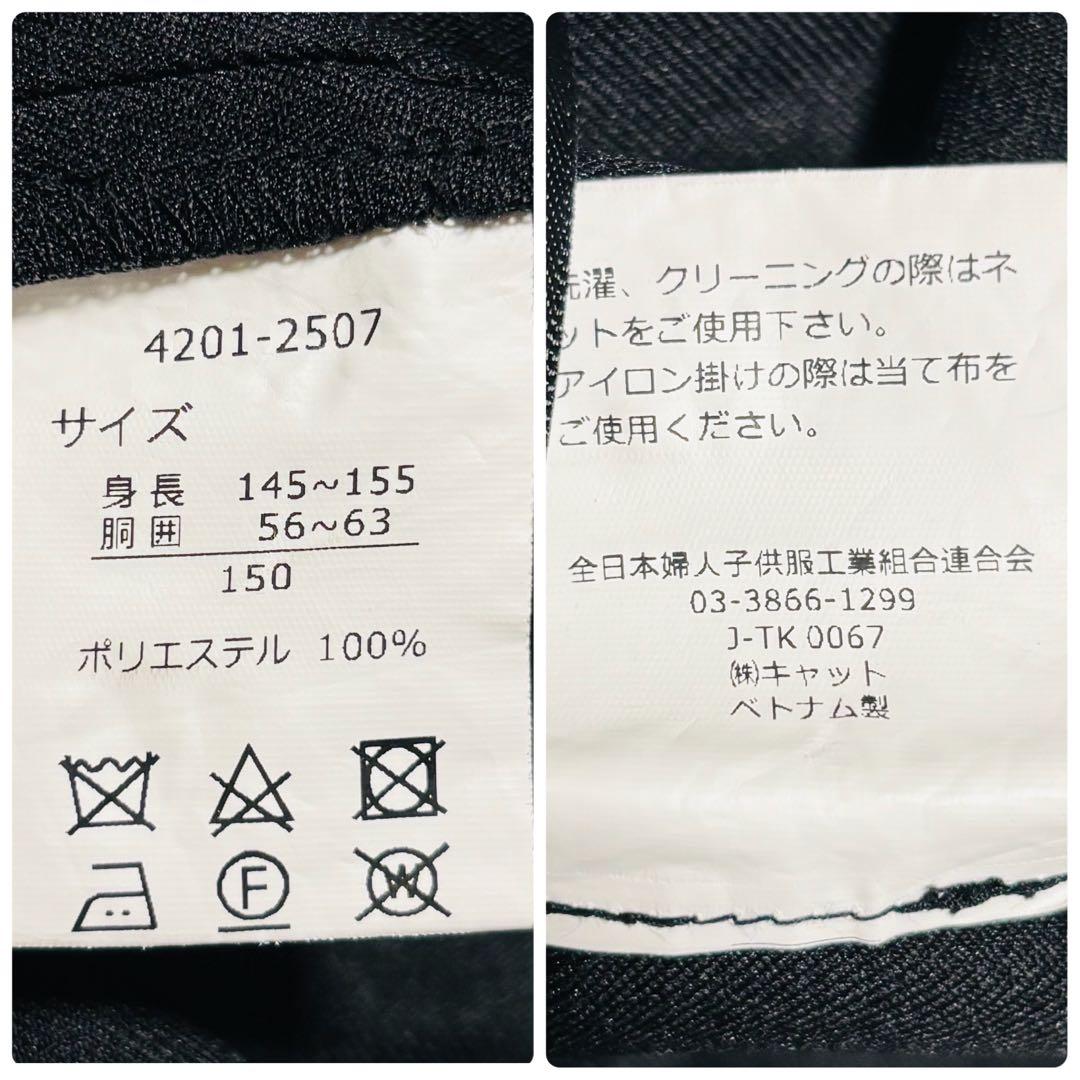 4201-2507
サイズ
身長 145~155
胴囲 56~63
150
ポリエステル 100%
F
W
洗濯、クリーニングの際はネ
ットをご使用下さい。
アイロン掛けの際は当て布を
ご使用ください。
全日本婦人子供服工業組合連合会
03-3866-1299
J-TK 0067
㈱キャット
ベトナム製